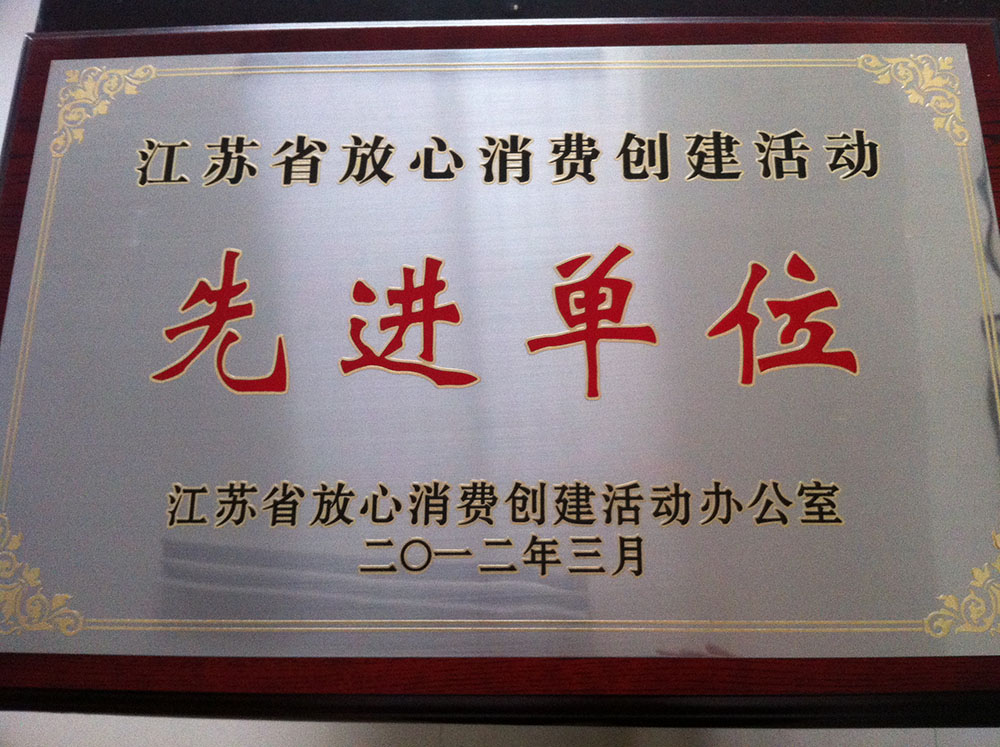 江苏省放心消费创建活动
先进单位
江苏省放心消费创建活动办公室
二〇一二年三月